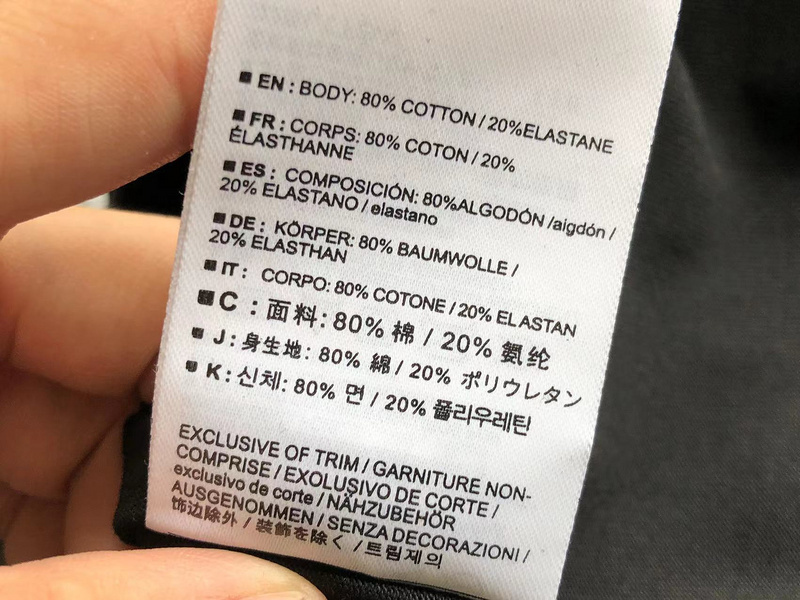 EN: BODY: 80% COTTON / 20%ELASTANE
FR: CORPS: 80% COTON / 20%
ÉLASTHANNE
ES: COMPOSICIÓN: 80%ALGODÓN /aigdón /
20% ELASTANO / elastano
DE: KÖRPER: 80% BAUMWOLLE /
20% ELASTHAN
IT: CORPO: 80% COTONE / 20% ELASTAN
C : 面料: 80% 棉 / 20% 氨纶
J : 身生地: 80% 綿 / 20% ポリウレタン
K : 신체: 80% 면 / 20% 폴리우레틴
EXCLUSIVE OF TRIM / GARNITURE NON-
COMPRISE / EXCLUSIVO DE CORTE /
exclusivo de corte / NÄHZUBEHÖR
AUSGENOMMEN / SENZA DECORAZIONI /
饰边除外 / 装飾を除く / 트림제의